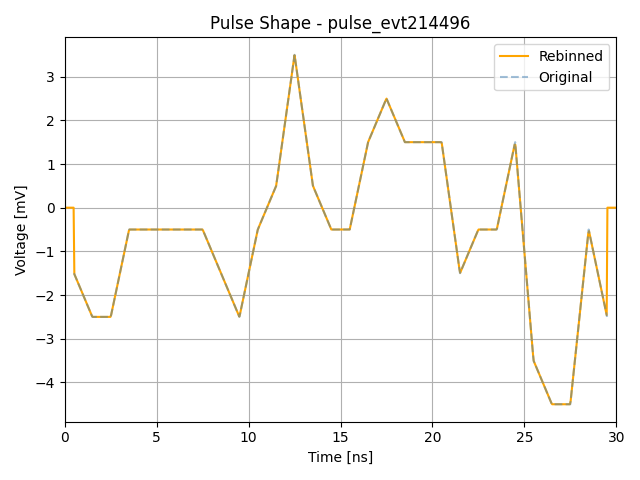 Pulse Shape - pulse_evt214496
Rebinned
Original
Voltage [mV]
3
2
1
0
−1
−2
−3
−4
0 5 10 15 20 25 30
Time [ns]